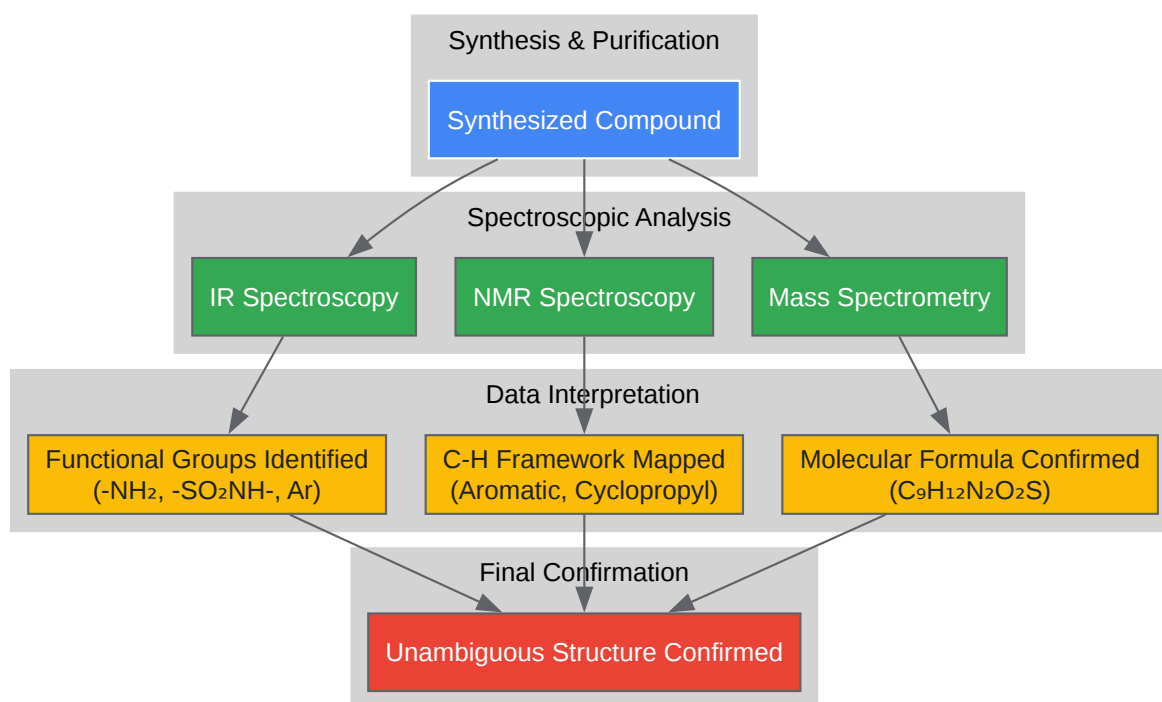 Synthesis & Purification
Synthesized Compound
Spectroscopic Analysis
IR Spectroscopy
NMR Spectroscopy
Mass Spectrometry
Data Interpretation
Functional Groups Identified
(-NH₂, -SO₂NH-, Ar)
C-H Framework Mapped
(Aromatic, Cyclopropyl)
Molecular Formula Confirmed
(C₉H₁₂N₂O₂S)
Final Confirmation
Unambiguous Structure Confirmed